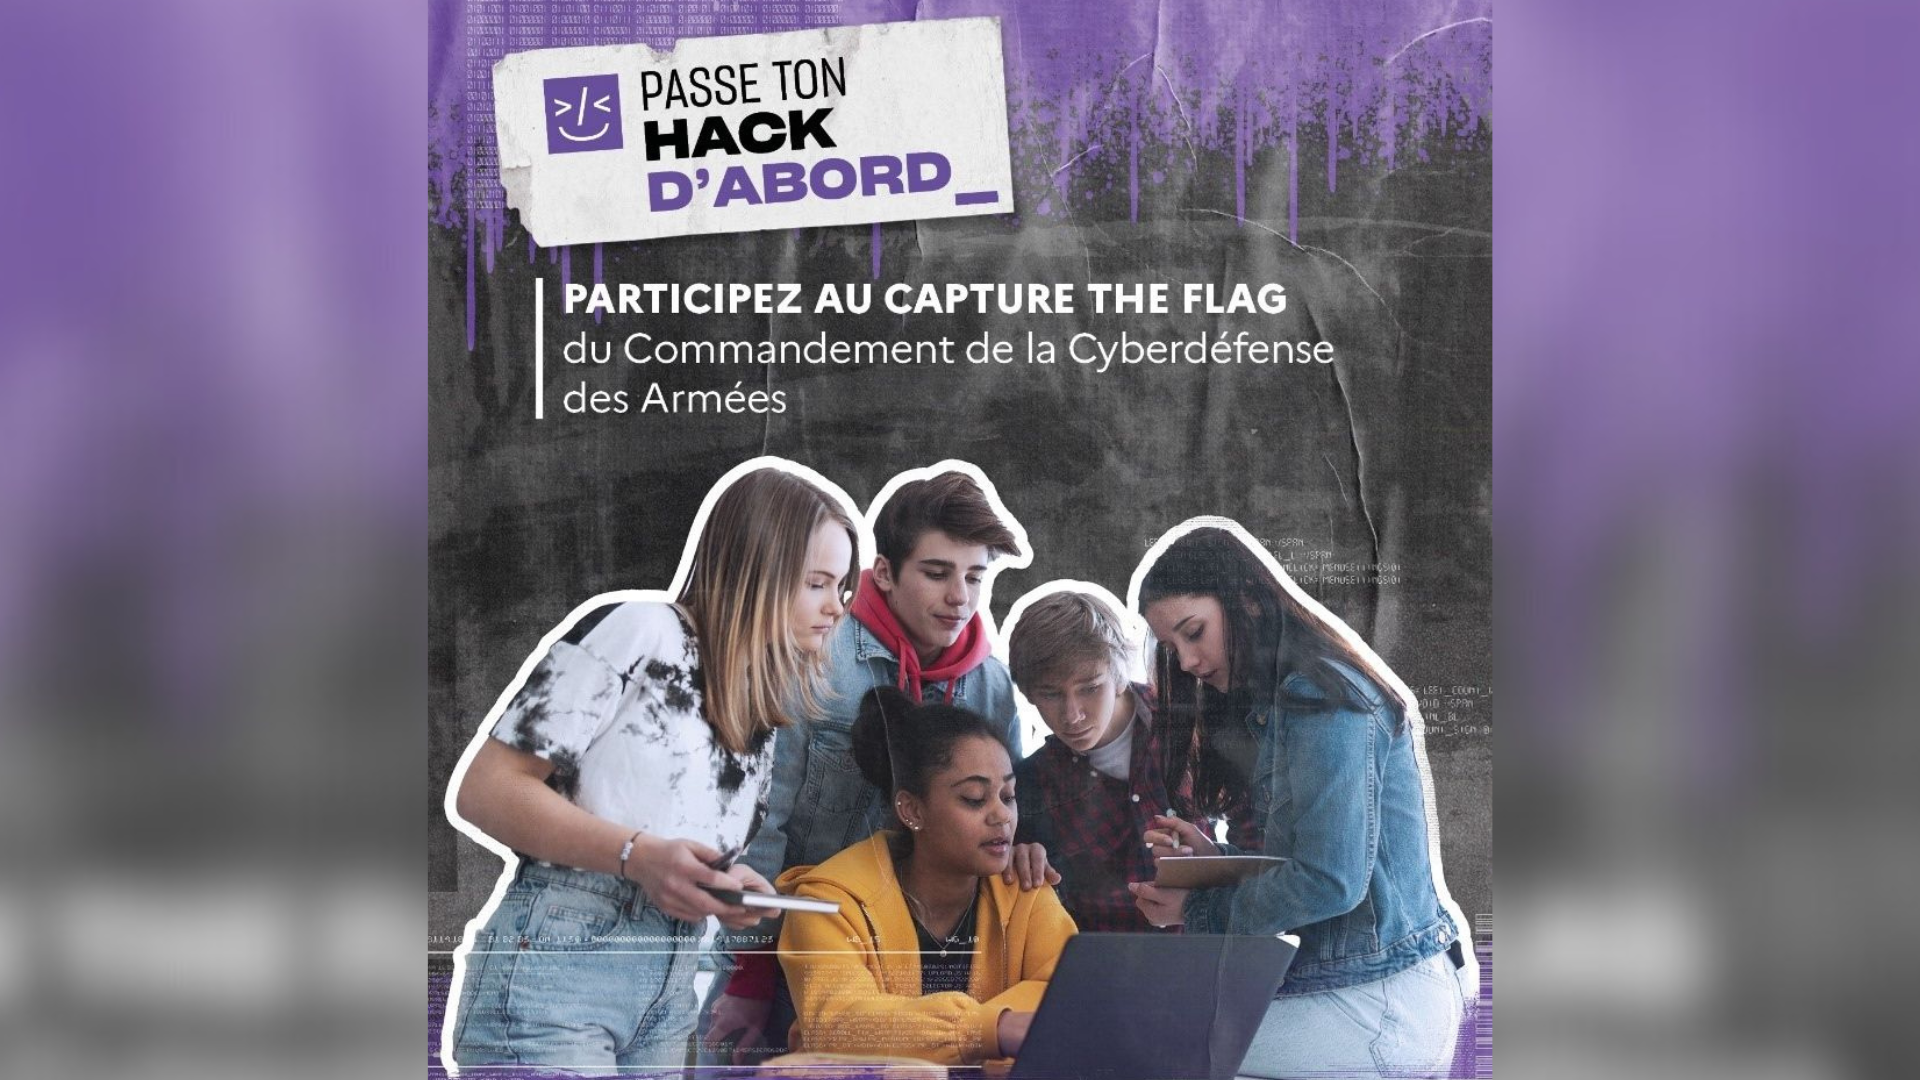 >/<
PASSE TON
HACK
D'ABORD_
PARTICIPEZ AU CAPTURE THE FLAG
du Commandement de la Cyberdéfense
des Armées